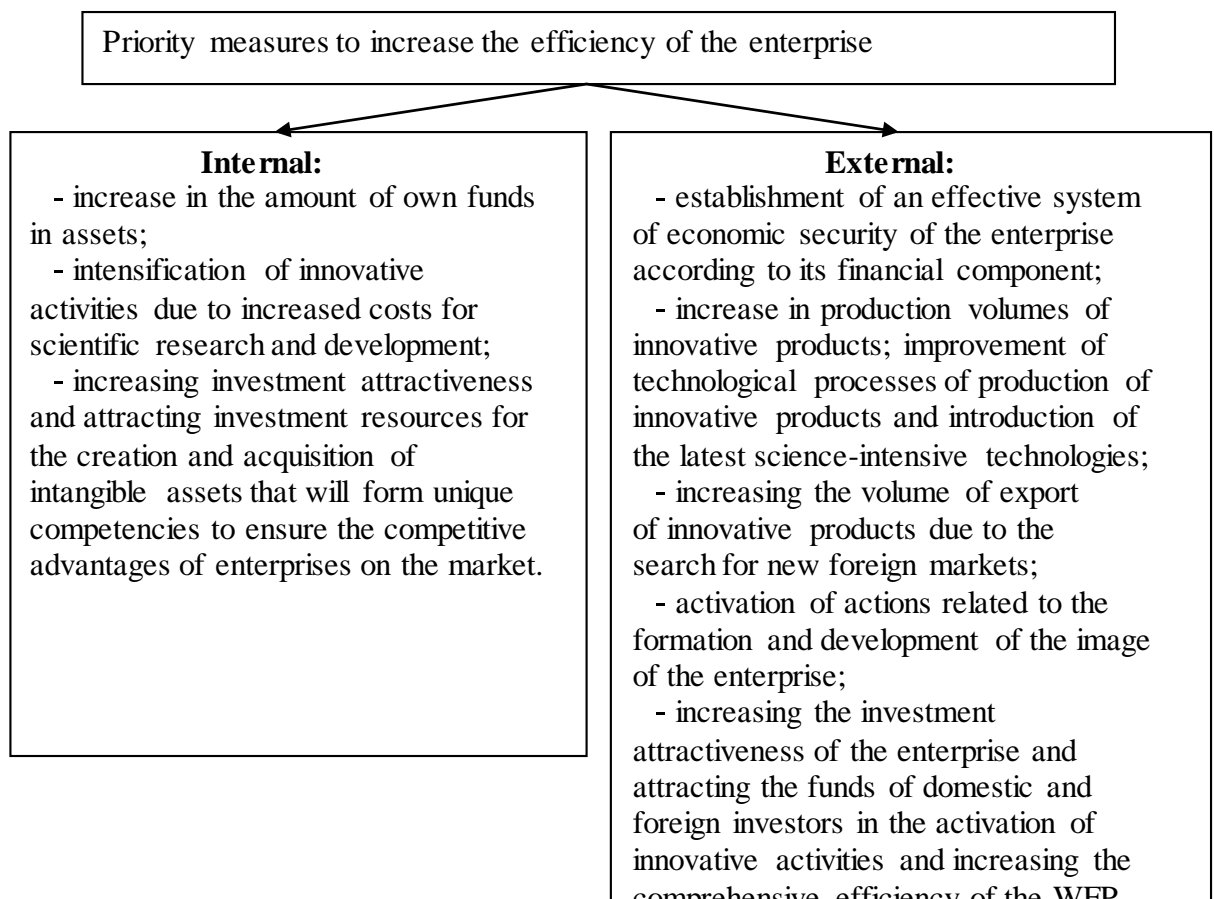 Priority measures to increase the efficiency of the enterprise
Internal:
- increase in the amount of own funds
in assets;
- intensification of innovative
activities due to increased costs for
scientific research and development;
- increasing investment attractiveness
and attracting investment resources for
the creation and acquisition of
intangible assets that will form unique
competencies to ensure the competitive
advantages of enterprises on the market.
External:
- establishment of an effective system
of economic security of the enterprise
according to its financial component;
- increase in production volumes of
innovative products; improvement of
technological processes of production of
innovative products and introduction of
the latest science-intensive technologies;
- increasing the volume of export
of innovative products due to the
search for new foreign markets;
- activation of actions related to the
formation and development of the image
of the enterprise;
- increasing the investment
attractiveness of the enterprise and
attracting the funds of domestic and
foreign investors in the activation of
innovative activities and increasing the
comprehensive efficiency of the